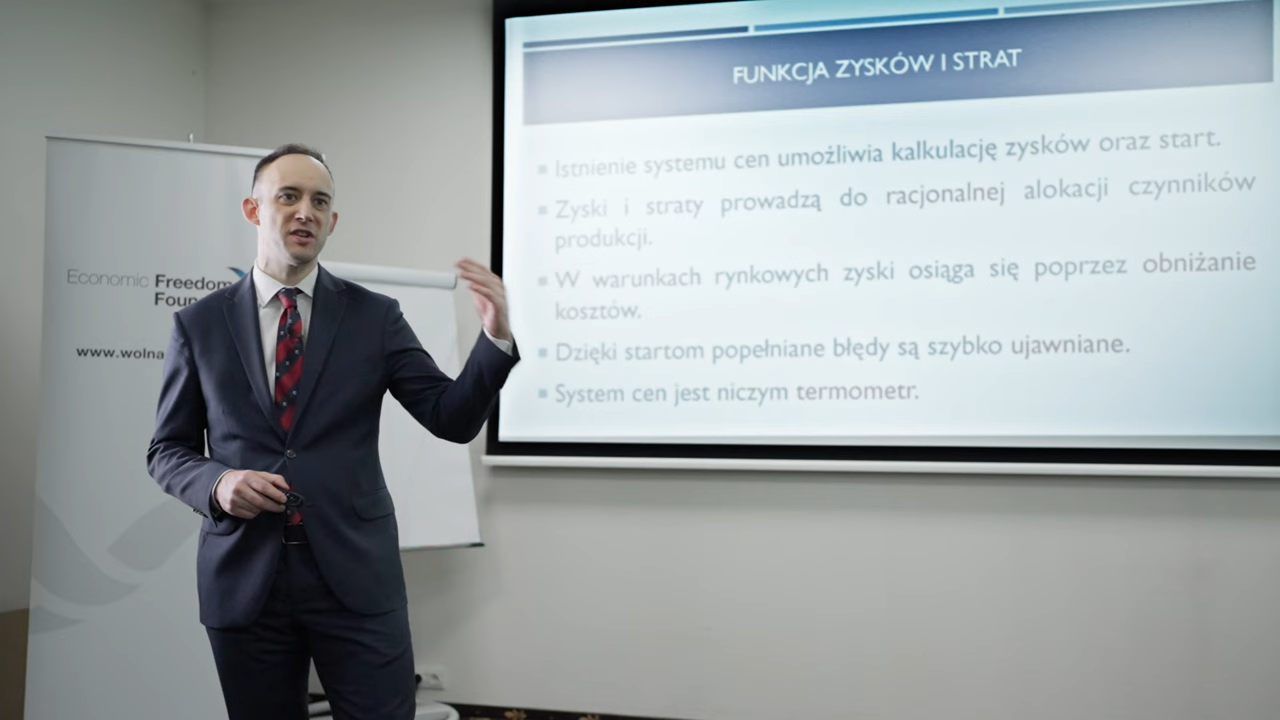 FUNKCJA ZYSKÓW I STRAT
Istnienie systemu cen umożliwia kalkulację zysków oraz start.
Zyski i straty prowadzą do racjonalnej alokacji czynników
produkcji.
W warunkach rynkowych zyski osiąga się poprzez obniżanie
kosztów.
Dzięki startom popełniane błędy są szybko ujawniane.
System cen jest niczym termometr.
Economic Freedom
Foun
www.wolna